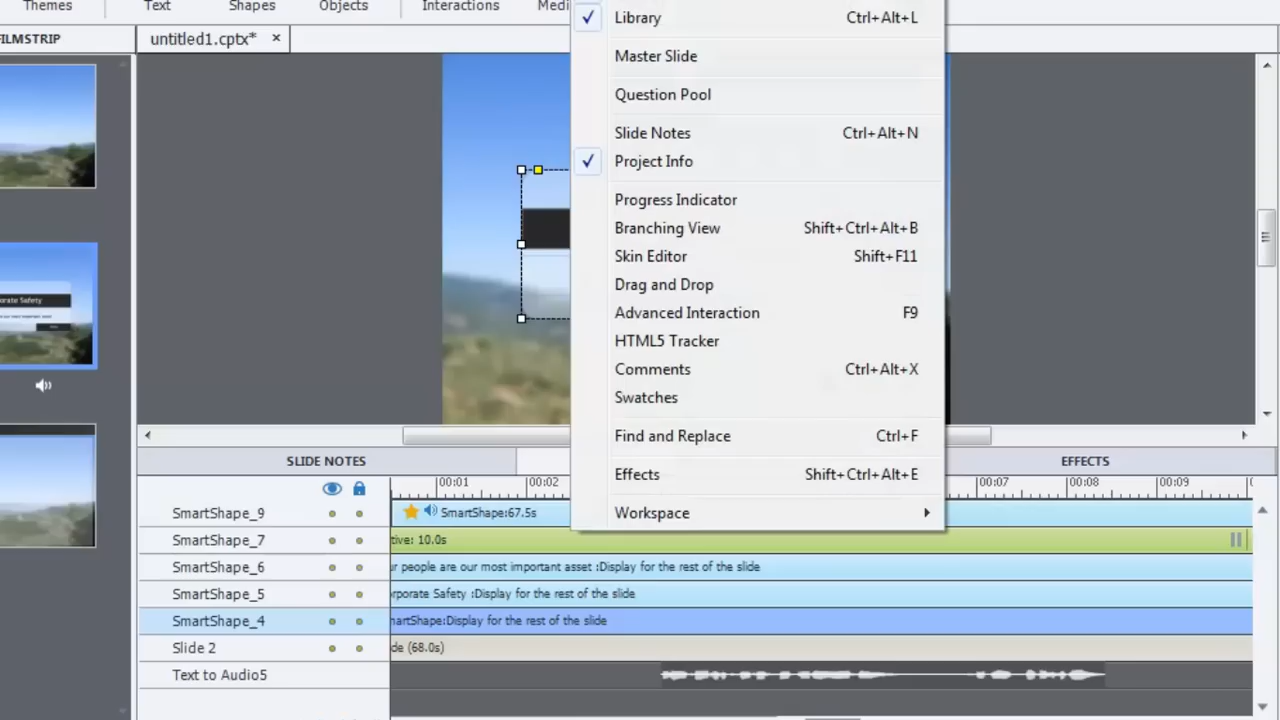 Themes Text Shapes Objects Interactions Medi
FILMSTRIP
untitled1.cptx* ×
Library Ctrl+Alt+L
Master Slide
Question Pool
Slide Notes Ctrl+Alt+N
Project Info
Progress Indicator
Branching View Shift+Ctrl+Alt+B
Skin Editor Shift+F11
Drag and Drop
Advanced Interaction F9
HTML5 Tracker
Comments Ctrl+Alt+X
Swatches
Find and Replace Ctrl+F
Effects Shift+Ctrl+Alt+E
Workspace
orate Safety
SLIDE NOTES EFFECTS
00:01 00:02 00:07 00:08 00:09
SmartShape_9 SmartShape:67.5s
SmartShape_7 tive: 10.0s
SmartShape_6 ur people are our most important asset :Display for the rest of the slide
SmartShape_5 rporate Safety :Display for the rest of the slide
SmartShape_4 martShape:Display for the rest of the slide
Slide 2 de (68.0s)
Text to Audio5